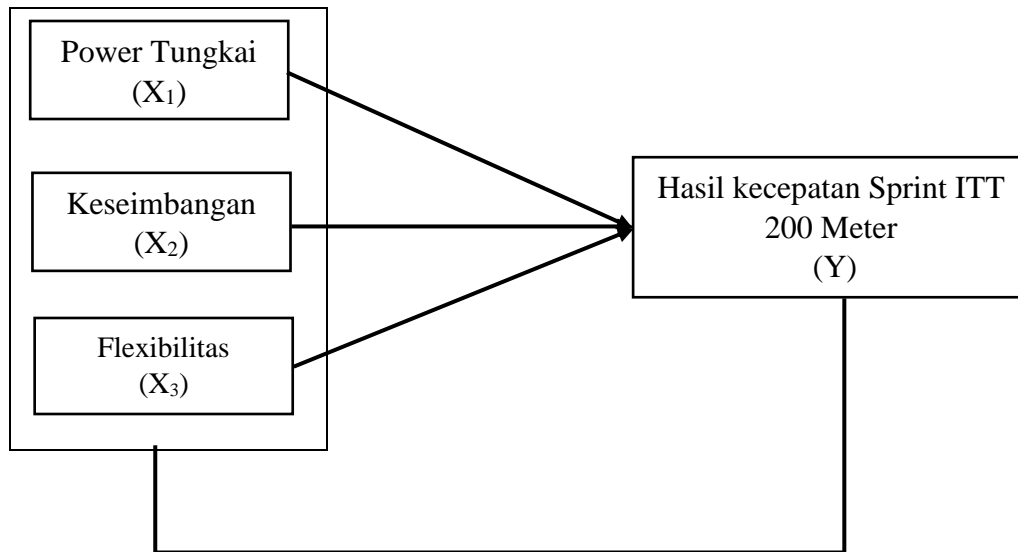 Power Tungkai
(X₁)
Keseimbangan
(X₂)
Flexibilitas
(X₃)
Hasil kecepatan Sprint ITT
200 Meter
(Y)